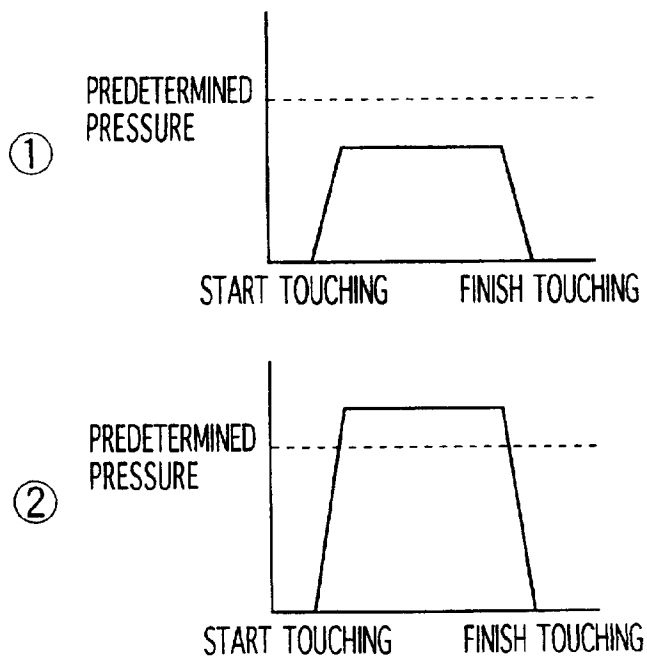 PREDETERMINED
PRESSURE
①
START TOUCHING FINISH TOUCHING
PREDETERMINED
PRESSURE
②
START TOUCHING FINISH TOUCHING